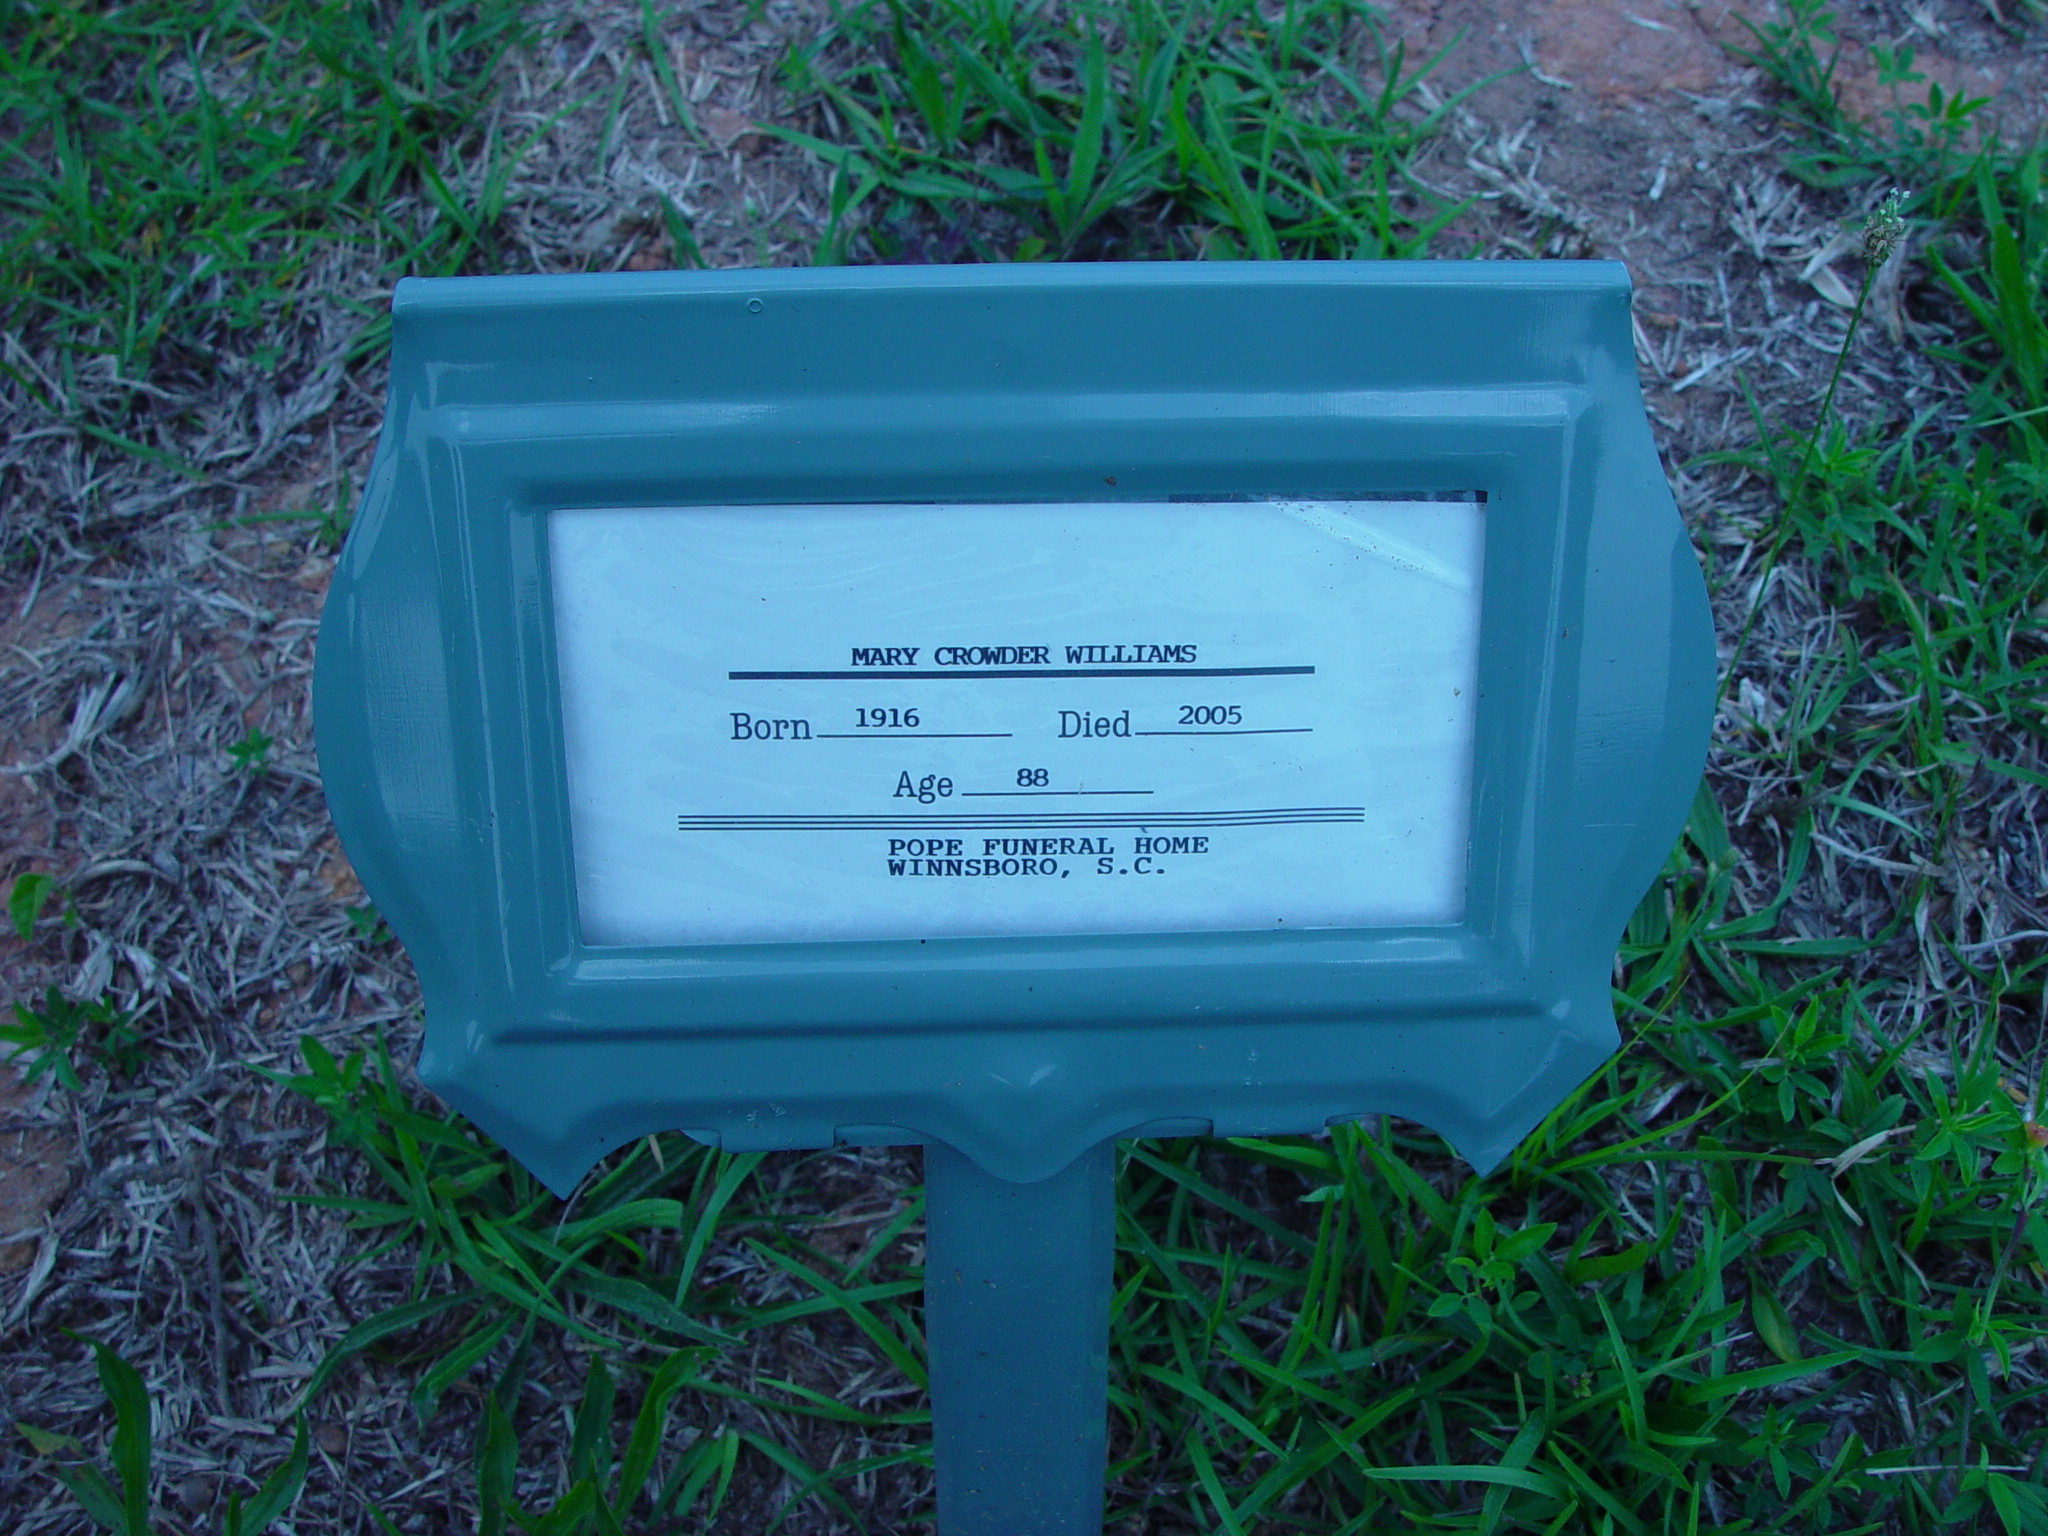 MARY CROWDER WILLIAMS
Born 1916 Died 2005
Age 88
POPE FUNERAL HOME
WINNSBORO, S.C.